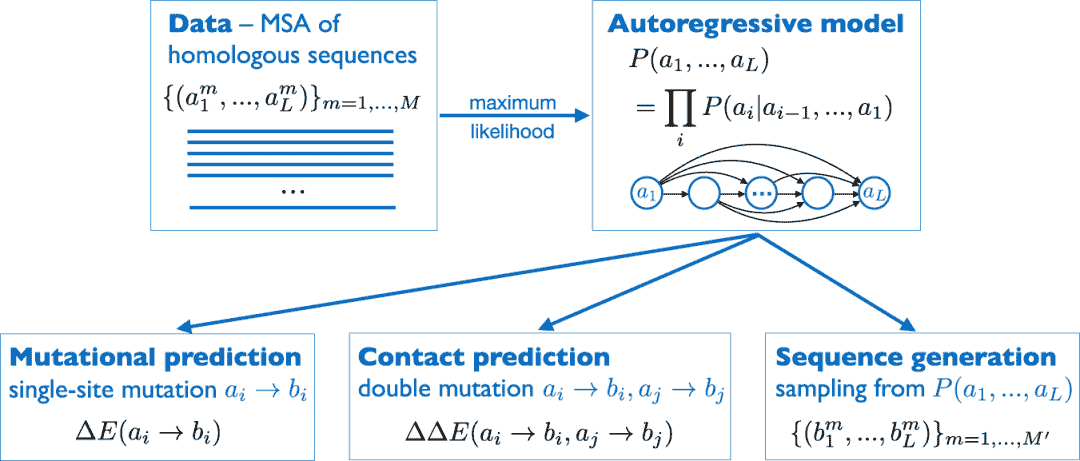 Data – MSA of
homologous sequences
{(a_1^m, ..., a_L^m)}_{m=1,...,M}
...
maximum
likelihood
Autoregressive model
P(a_1, ..., a_L)
= ∏_i P(a_i|a_{i−1}, ..., a_1)
a_1 ... a_L
Mutational prediction
single-site mutation a_i → b_i
ΔE(a_i → b_i)
Contact prediction
double mutation a_i → b_i, a_j → b_j
ΔΔE(a_i → b_i, a_j → b_j)
Sequence generation
sampling from P(a_1, ..., a_L)
{(b_1^m, ..., b_L^m)}_{m=1,...,M'}